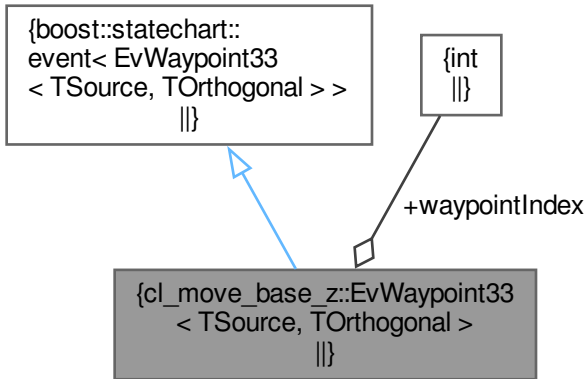 {boost::statechart::
event< EvWaypoint33
< TSource, TOrthogonal > >
||}
{int
||}
+waypointIndex
{cl_move_base_z::EvWaypoint33
< TSource, TOrthogonal >
||}